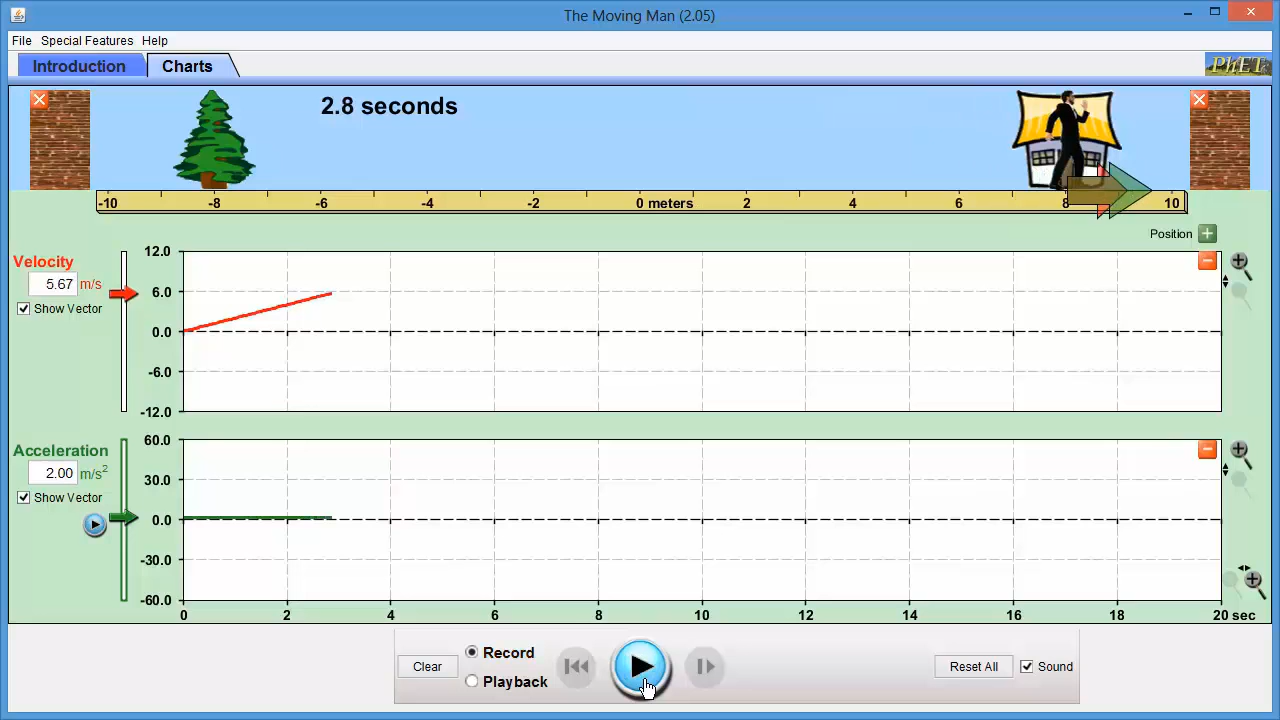 The Moving Man (2.05)
File Special Features Help
Introduction Charts
PhET
2.8 seconds
-10 -8 -6 -4 -2 0 meters 2 4 6 8 10
Position
Velocity
5.67 m/s
Show Vector
12.0
6.0
0.0
-6.0
-12.0
Acceleration
2.00 m/s2
Show Vector
60.0
30.0
0.0
-30.0
-60.0
0 2 4 6 8 10 12 14 16 18 20 sec
Clear
Record
Playback
Reset All
Sound